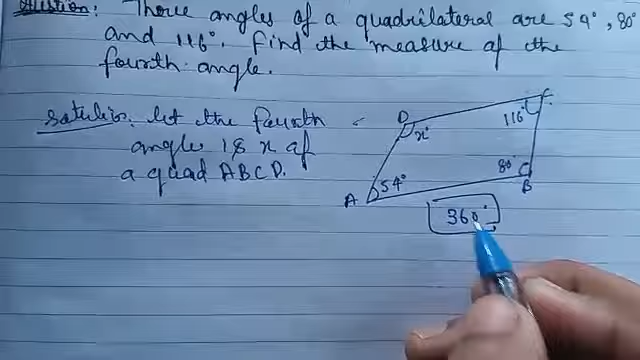 Question: Three angles of a quadrilateral are 54°, 80°
and 116°. Find the measure of the
fourth angle.
Solution: let the fourth
angle is x of
a quad ABCD.
D
C
116°
x°
80°
54°
A
B
360°